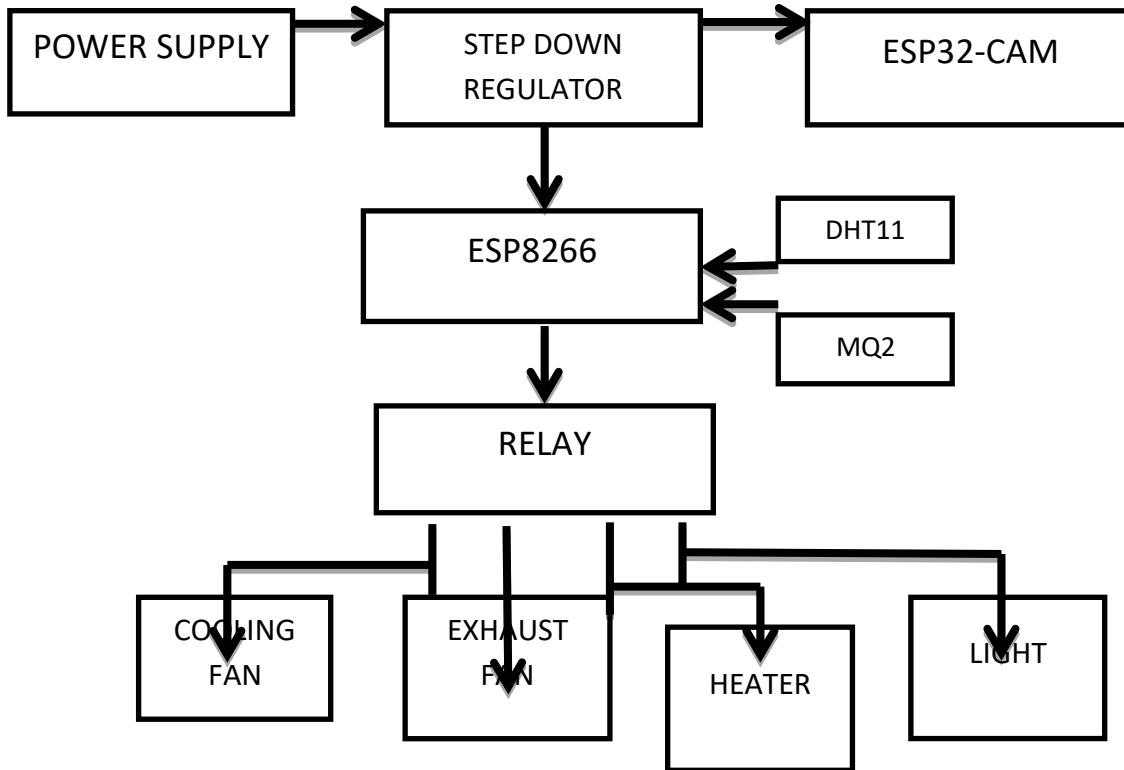 POWER SUPPLY
STEP DOWN
REGULATOR
ESP32-CAM
ESP8266
DHT11
MQ2
RELAY
COOLING
FAN
EXHAUST
FAN
HEATER
LIGHT